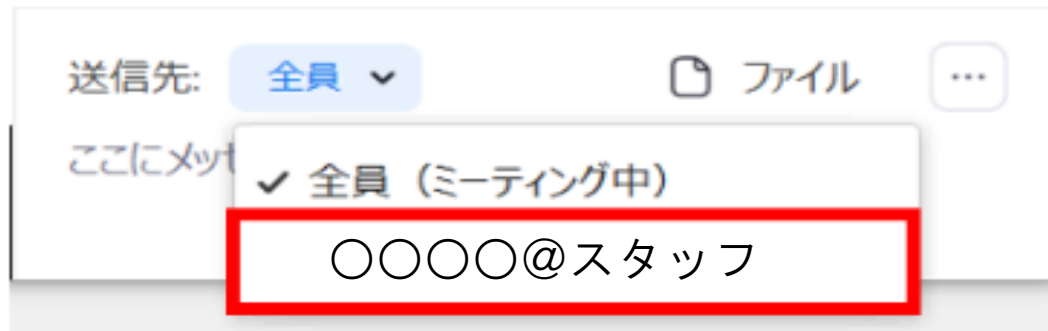 送信先: 全員 ファイル ...
ここにメッ
全員（ミーティング中）
〇〇〇〇@スタッフ